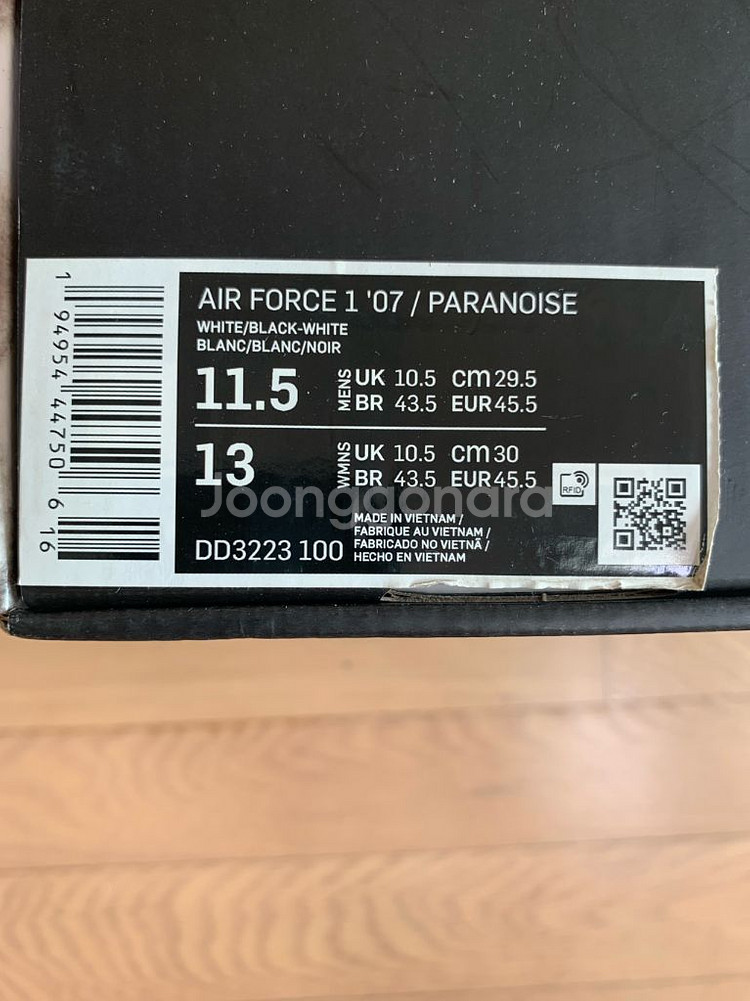 AIR FORCE 1 '07 / PARANOISE
WHITE/BLACK-WHITE
BLANC/BLANC/NOIR
11.5 MENS UK 10.5 CM 29.5
BR 43.5 EUR 45.5
13 WMNS UK 10.5 CM 30
BR 43.5 EUR 45.5
RFID
Joongaonara
MADE IN VIETNAM /
FABRIQUE AU VIETNAM /
FABRICADO NO VIETNÃ /
HECHO EN VIETNAM
DD3223 100
1 94954 44750 6 16